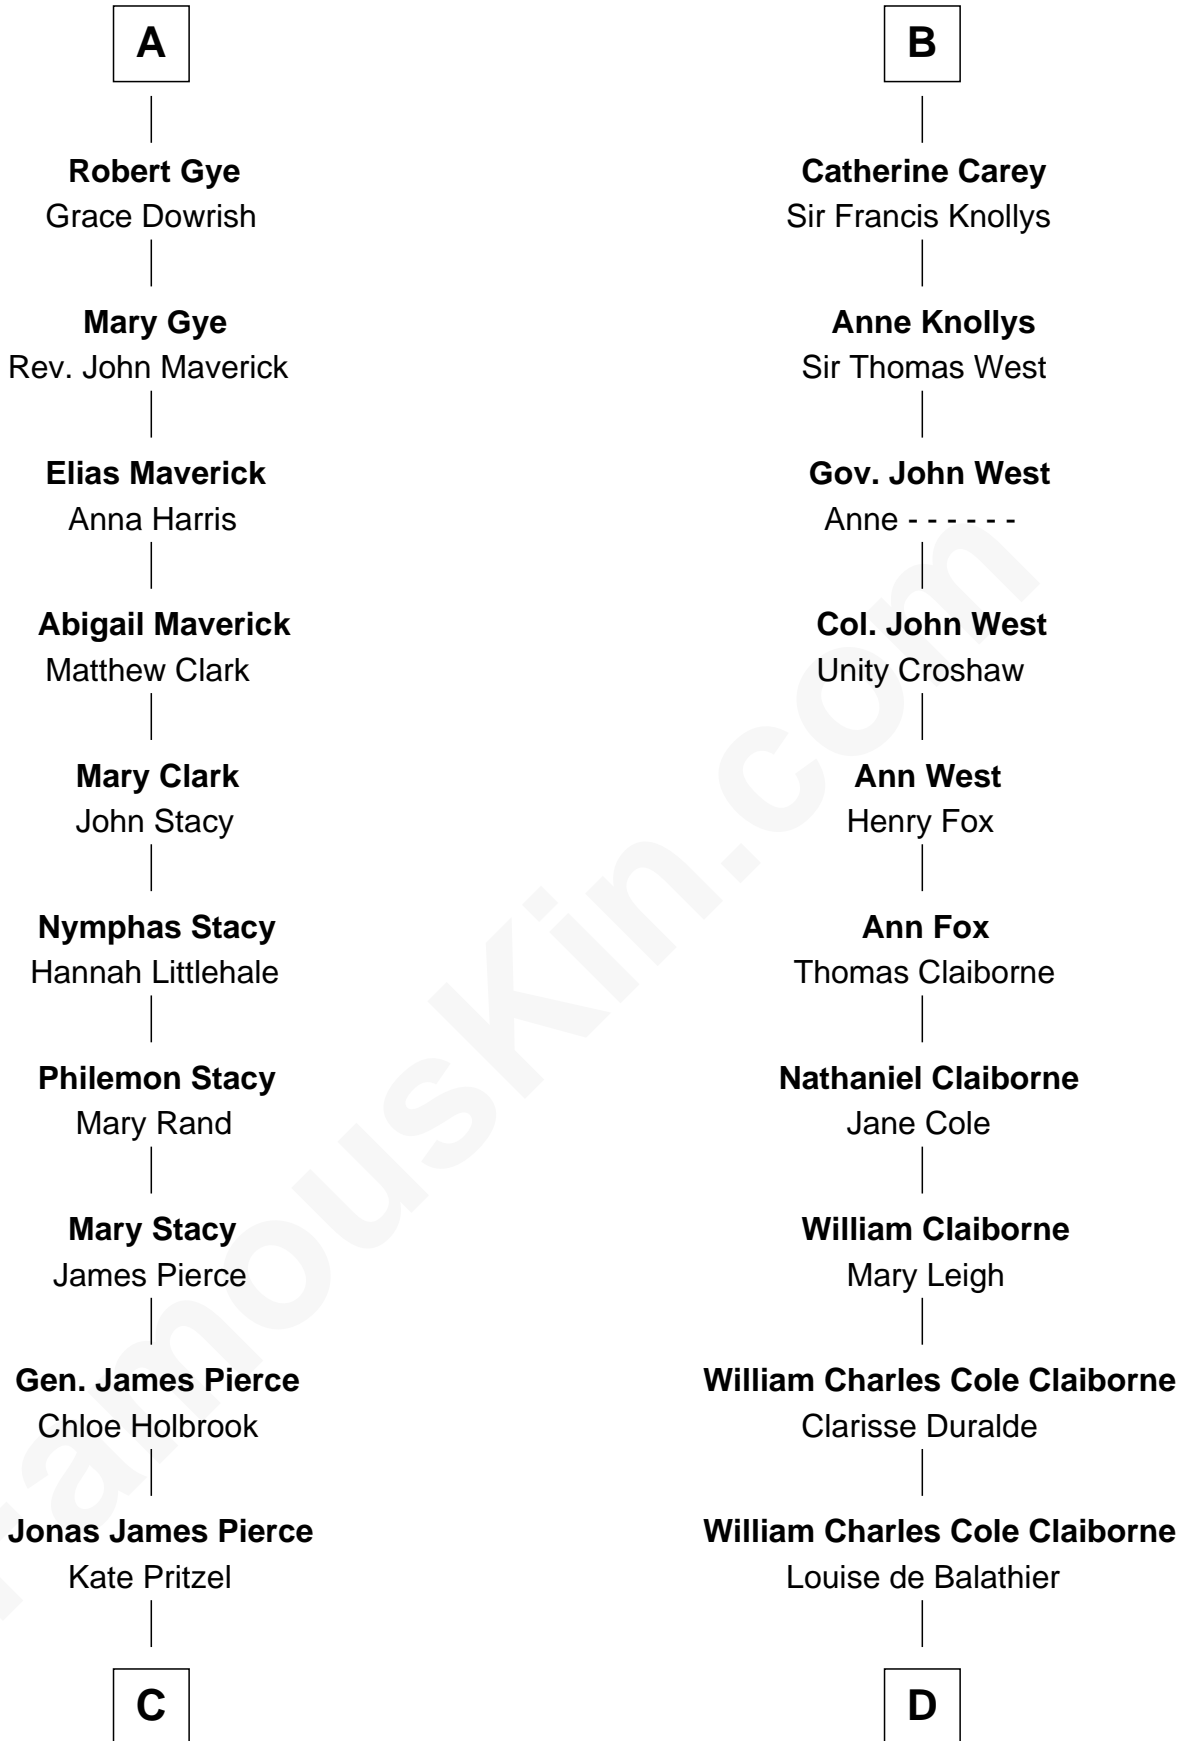 A
Robert Gye
Grace Dowrish
Mary Gye
Rev. John Maverick
Elias Maverick
Anna Harris
Abigail Maverick
Matthew Clark
Mary Clark
John Stacy
Nymphas Stacy
Hannah Littlehale
Philemon Stacy
Mary Rand
Mary Stacy
James Pierce
Gen. James Pierce
Chloe Holbrook
Jonas James Pierce
Kate Pritzel
C
B
Catherine Carey
Sir Francis Knollys
Anne Knollys
Sir Thomas West
Gov. John West
Anne - - - - - -
Col. John West
Unity Croshaw
Ann West
Henry Fox
Ann Fox
Thomas Claiborne
Nathaniel Claiborne
Jane Cole
William Claiborne
Mary Leigh
William Charles Cole Claiborne
Clarisse Duralde
William Charles Cole Claiborne
Louise de Balathier
D
FamousKin.com